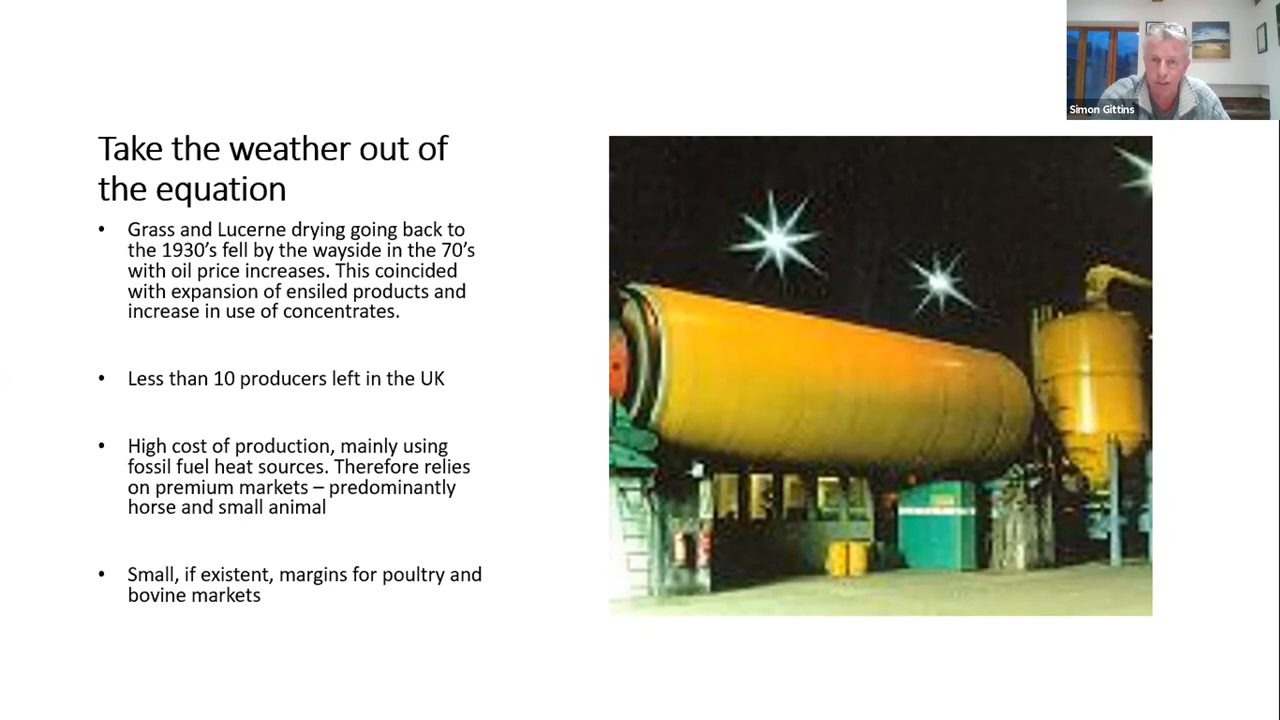 Simon Gittins
Take the weather out of
the equation
• Grass and Lucerne drying going back to
the 1930’s fell by the wayside in the 70’s
with oil price increases. This coincided
with expansion of ensiled products and
increase in use of concentrates.
• Less than 10 producers left in the UK
• High cost of production, mainly using
fossil fuel heat sources. Therefore relies
on premium markets – predominantly
horse and small animal
• Small, if existent, margins for poultry and
bovine markets